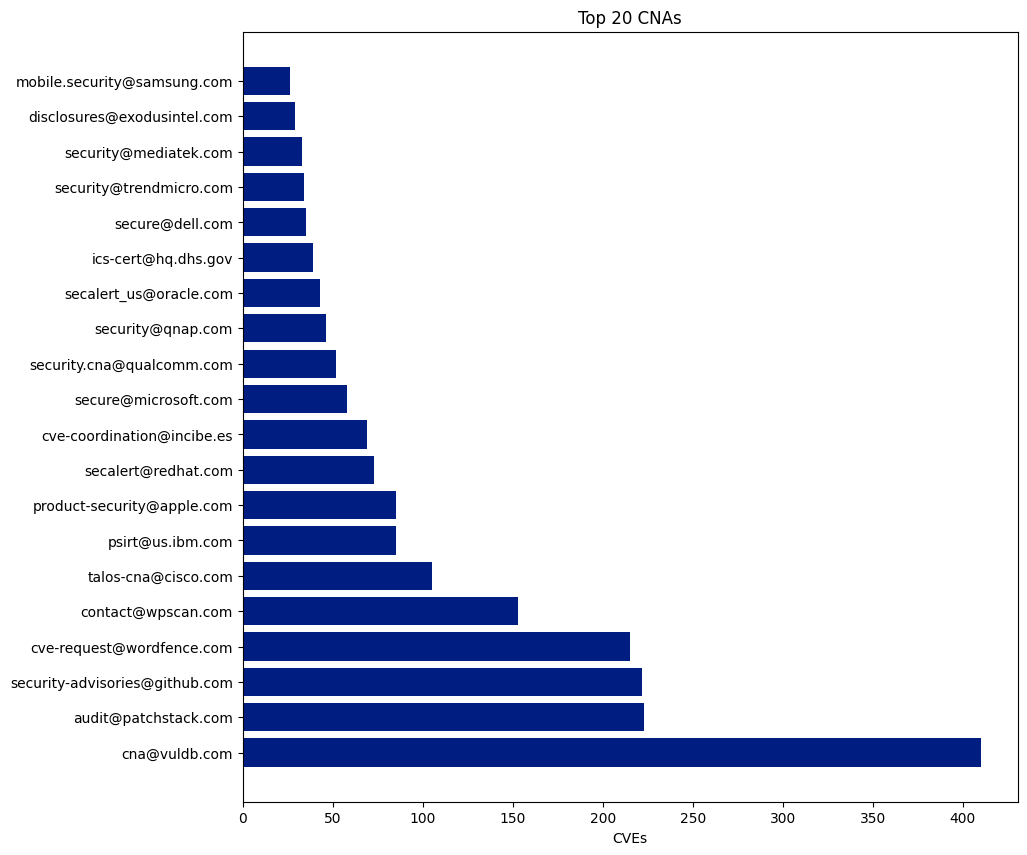 Top 20 CNAs
mobile.security@samsung.com
disclosures@exodusintel.com
security@mediatek.com
security@trendmicro.com
secure@dell.com
ics-cert@hq.dhs.gov
secalert_us@oracle.com
security@qnap.com
security.cna@qualcomm.com
secure@microsoft.com
cve-coordination@incibe.es
secalert@redhat.com
product-security@apple.com
psirt@us.ibm.com
talos-cna@cisco.com
contact@wpscan.com
cve-request@wordfence.com
security-advisories@github.com
audit@patchstack.com
cna@vuldb.com
0 50 100 150 200 250 300 350 400
CVEs